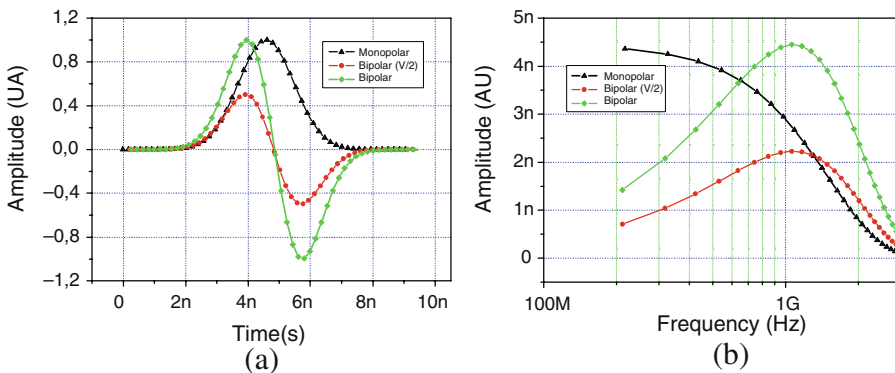 1,2
0,8
0,4
0,0
−0,4
−0,8
−1,2
Amplitude (UA)
Monopolar
Bipolar (V/2)
Bipolar
0
2n
4n
6n
8n
10n
Time(s)
(a)
5n
4n
3n
2n
1n
0n
Amplitude (AU)
Monopolar
Bipolar (V/2)
Bipolar
100M
1G
Frequency (Hz)
(b)